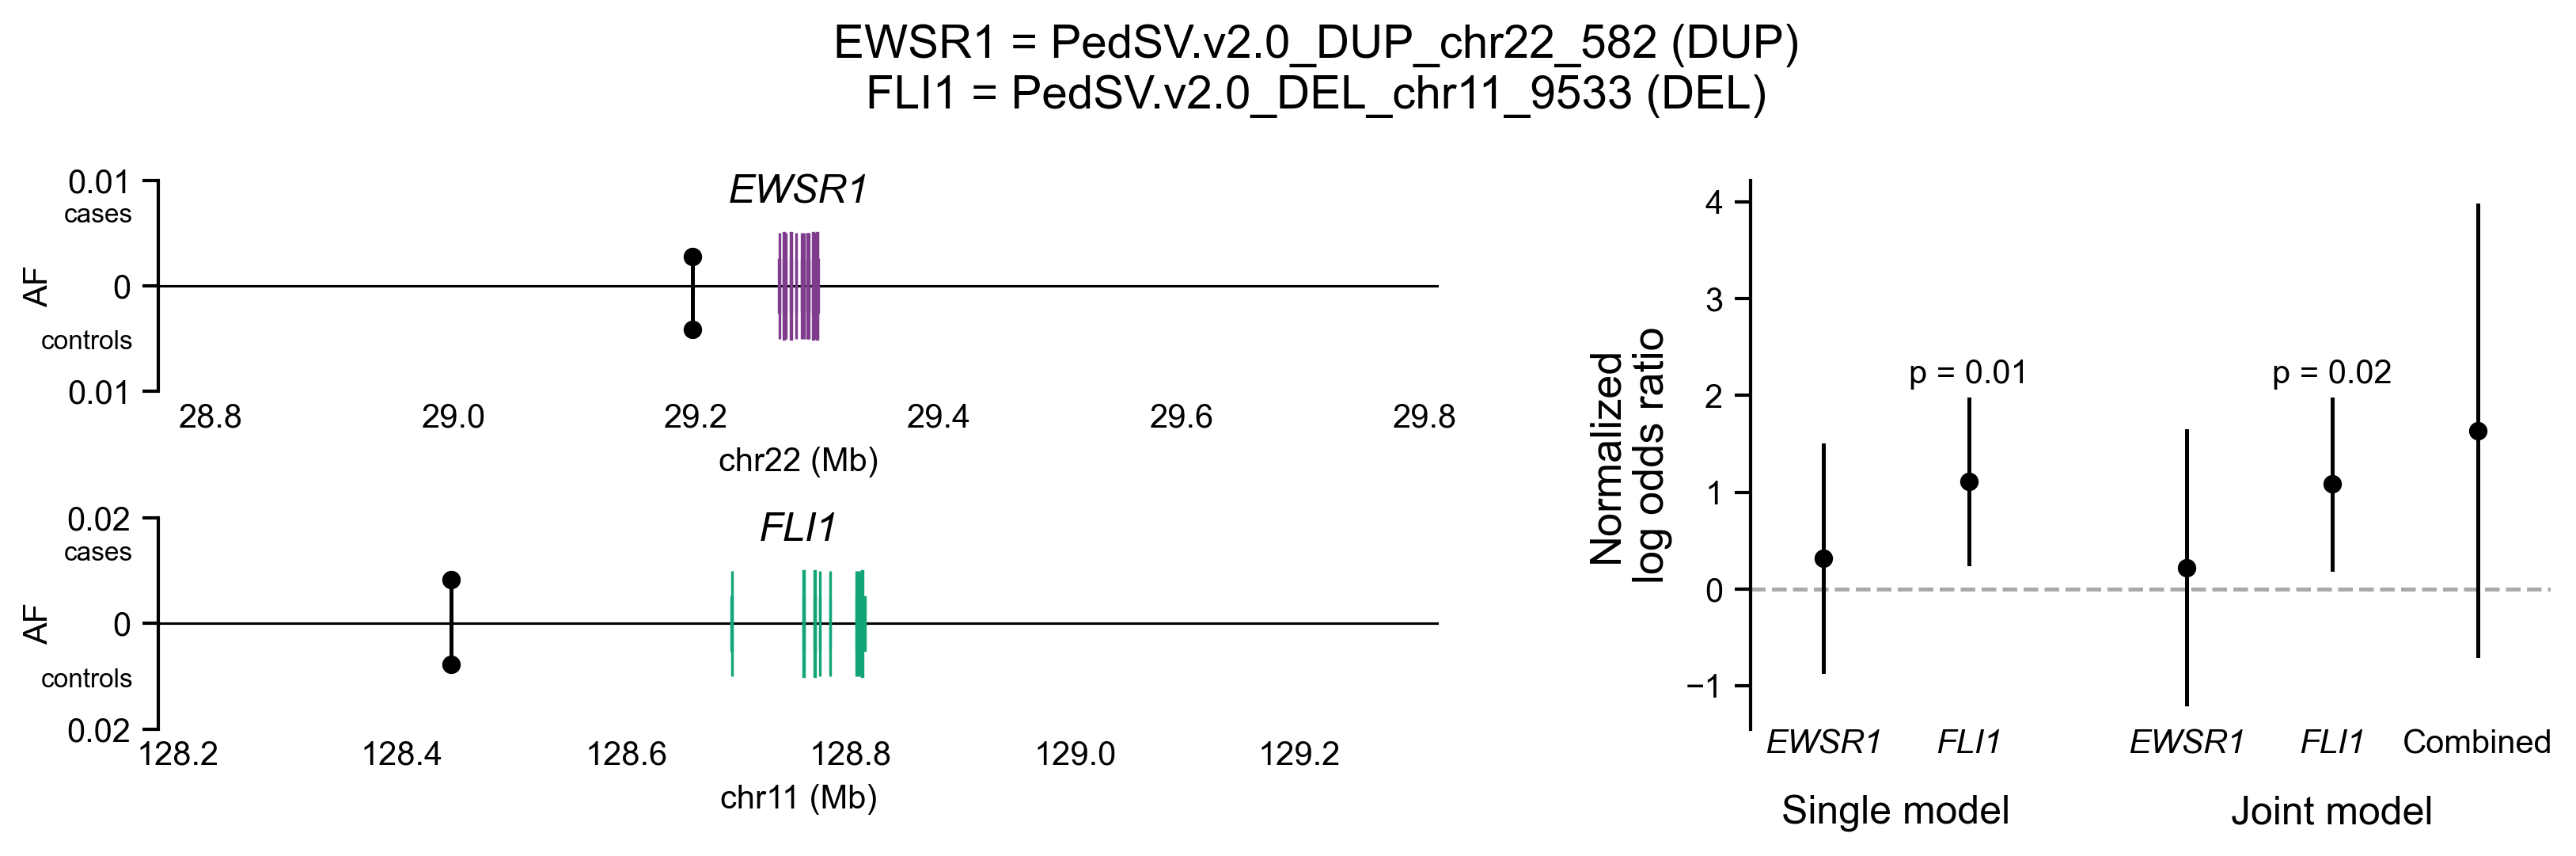 EWSR1 = PedSV.v2.0_DUP_chr22_582 (DUP)
FLI1 = PedSV.v2.0_DEL_chr11_9533 (DEL)
EWSR1
0.01
cases
0
controls
0.01
AF
28.8 29.0 29.2 29.4 29.6 29.8
chr22 (Mb)
FLI1
0.02
cases
0
controls
0.02
AF
128.2 128.4 128.6 128.8 129.0 129.2
chr11 (Mb)
Normalized
log odds ratio
4
3
2
1
0
−1
p = 0.01
p = 0.02
EWSR1 FLI1 EWSR1 FLI1 Combined
Single model Joint model